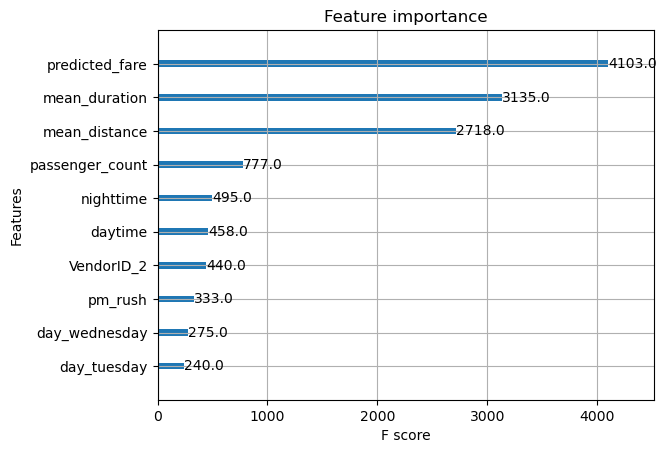 Feature importance
predicted_fare 4103.0
mean_duration 3135.0
mean_distance 2718.0
passenger_count 777.0
nighttime 495.0
daytime 458.0
VendorID_2 440.0
pm_rush 333.0
day_wednesday 275.0
day_tuesday 240.0
Features
0 1000 2000 3000 4000
F score